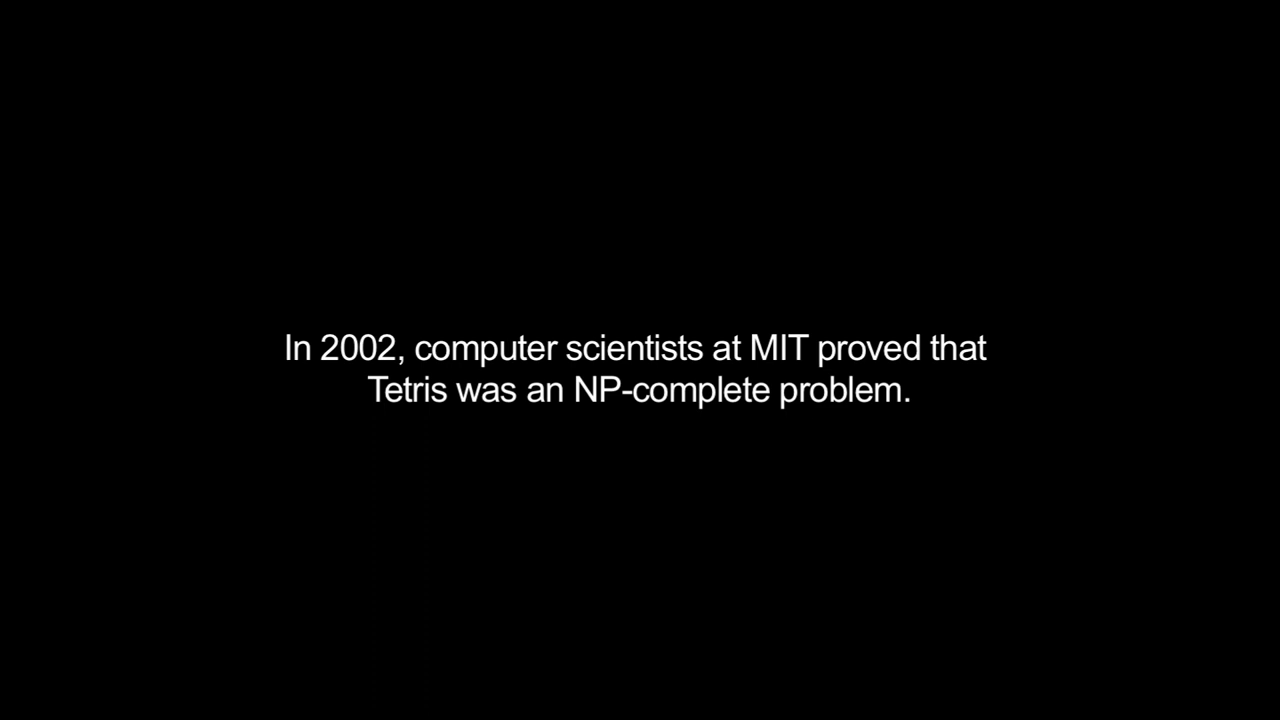 In 2002, computer scientists at MIT proved that
Tetris was an NP-complete problem.